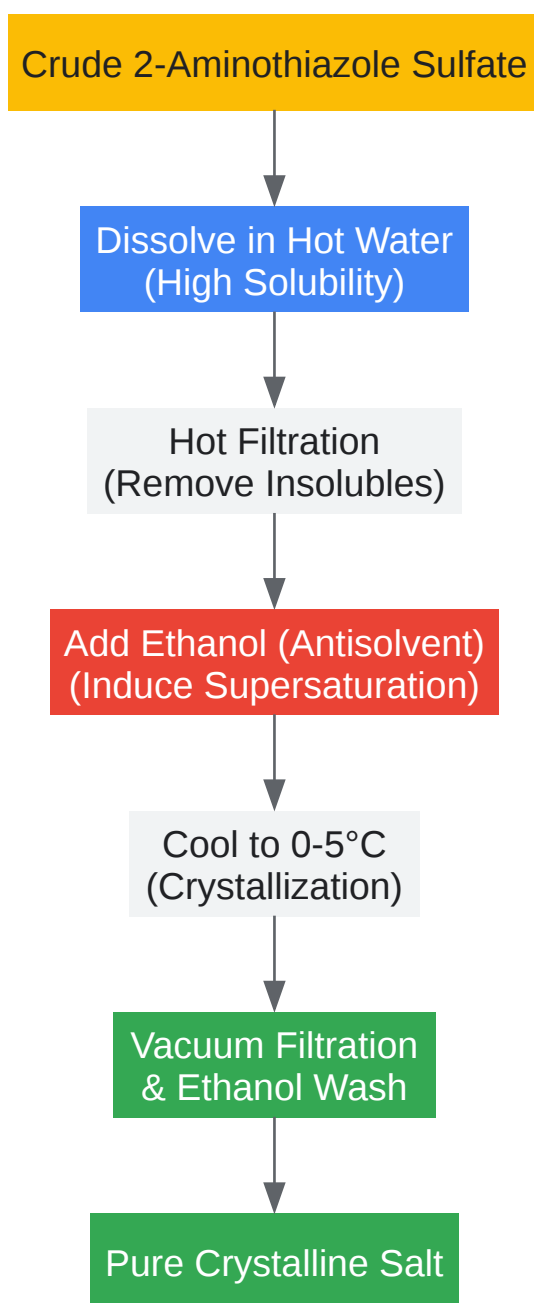 Crude 2-Aminothiazole Sulfate
Dissolve in Hot Water
(High Solubility)
Hot Filtration
(Remove Insolubles)
Add Ethanol (Antisolvent)
(Induce Supersaturation)
Cool to 0-5°C
(Crystallization)
Vacuum Filtration
& Ethanol Wash
Pure Crystalline Salt